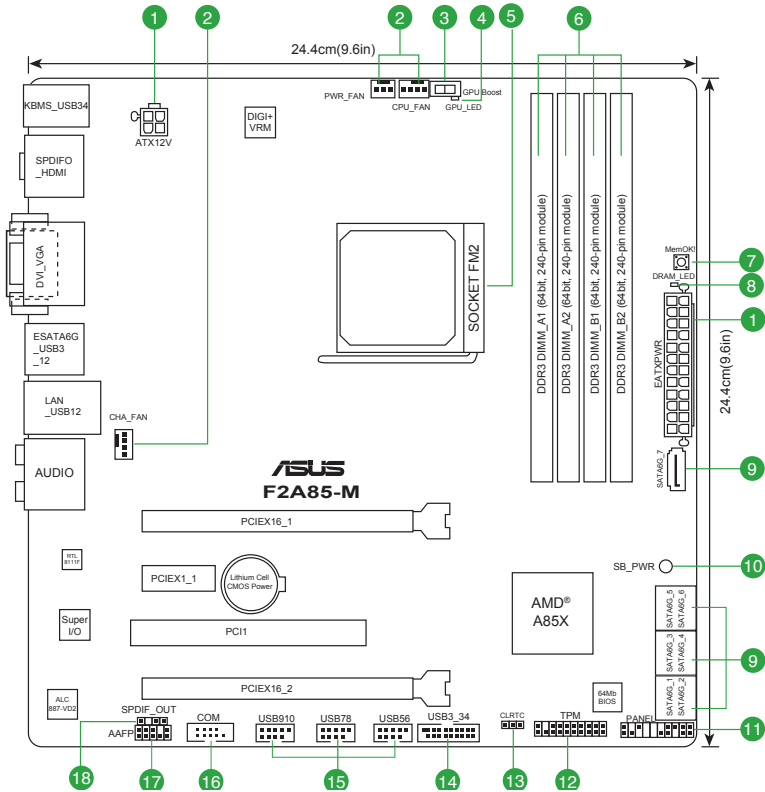 1
2
2
3
4
5
6
24.4cm(9.6in)
KBMS_USB34
ATX12V
DIGI+
VRM
PWR_FAN
CPU_FAN
GPU Boost
GPU_LED
SPDIFO
_HDMI
DVI_VGA
SOCKET FM2
DDR3 DIMM_A1 (64bit, 240-pin module)
DDR3 DIMM_A2 (64bit, 240-pin module)
DDR3 DIMM_B1 (64bit, 240-pin module)
DDR3 DIMM_B2 (64bit, 240-pin module)
MemOK!
7
DRAM_LED
8
1
EATXPWR
24.4cm(9.6in)
ESATA6G
_USB3
_12
LAN
_USB12
CHA_FAN
AUDIO
SATA6G_7
9
ASUS
F2A85-M
PCIEX16_1
RTL
8111F
PCIEX1_1
Lithium Cell
CMOS Power
SB_PWR
10
AMD®
A85X
SATA6G_5
SATA6G_6
Super
I/O
PCI1
SATA6G_3
SATA6G_4
9
PCIEX16_2
SATA6G_1
SATA6G_2
ALC
887-VD2
64Mb
BIOS
SPDIF_OUT
AAFP
COM
USB910
USB78
USB56
USB3_34
CLRTC
TPM
PANEL
11
18
17
16
15
14
13
12